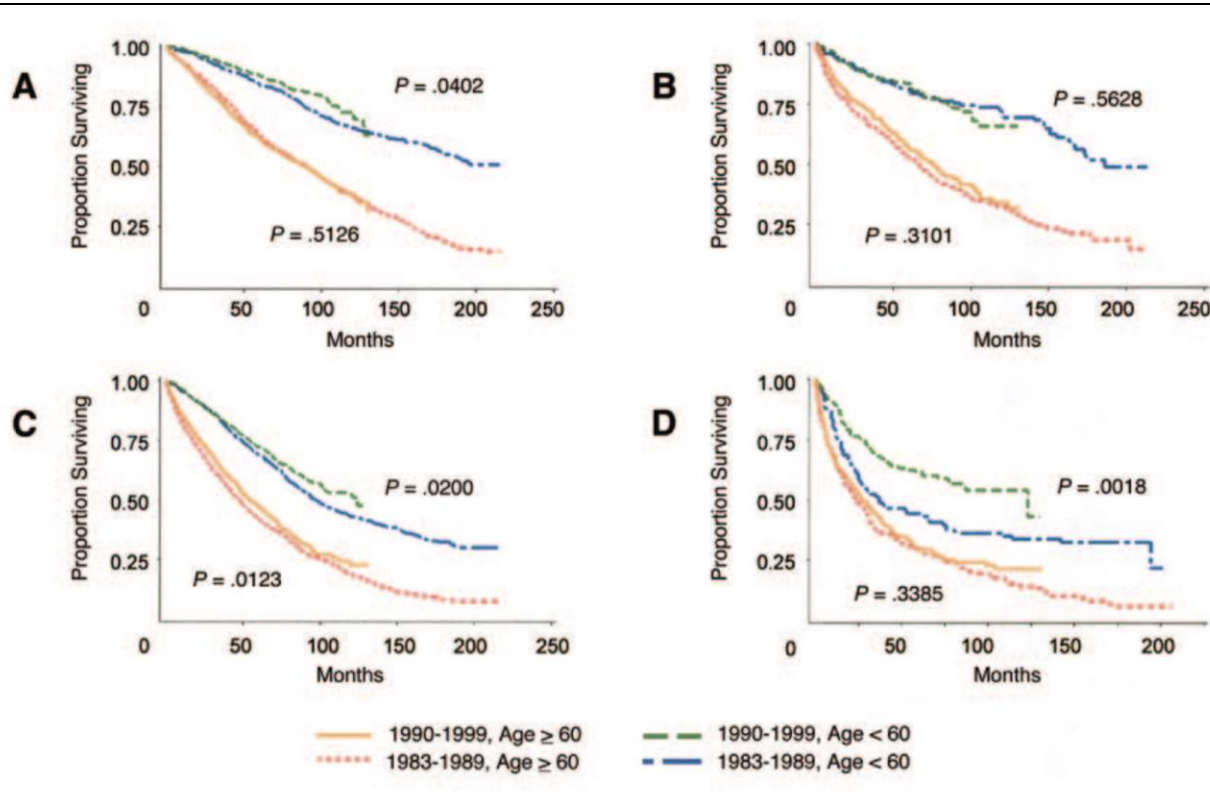 A
Proportion Surviving
1.00
0.75
0.50
0.25
0
P = .0402
P = .5126
50 100 150 200 250
Months
B
Proportion Surviving
1.00
0.75
0.50
0.25
0
P = .5628
P = .3101
50 100 150 200 250
Months
C
Proportion Surviving
1.00
0.75
0.50
0.25
0
P = .0200
P = .0123
50 100 150 200 250
Months
D
Proportion Surviving
1.00
0.75
0.50
0.25
0
P = .0018
P = .3385
50 100 150 200
Months
1990-1999, Age ≥ 60
1983-1989, Age ≥ 60
1990-1999, Age < 60
1983-1989, Age < 60